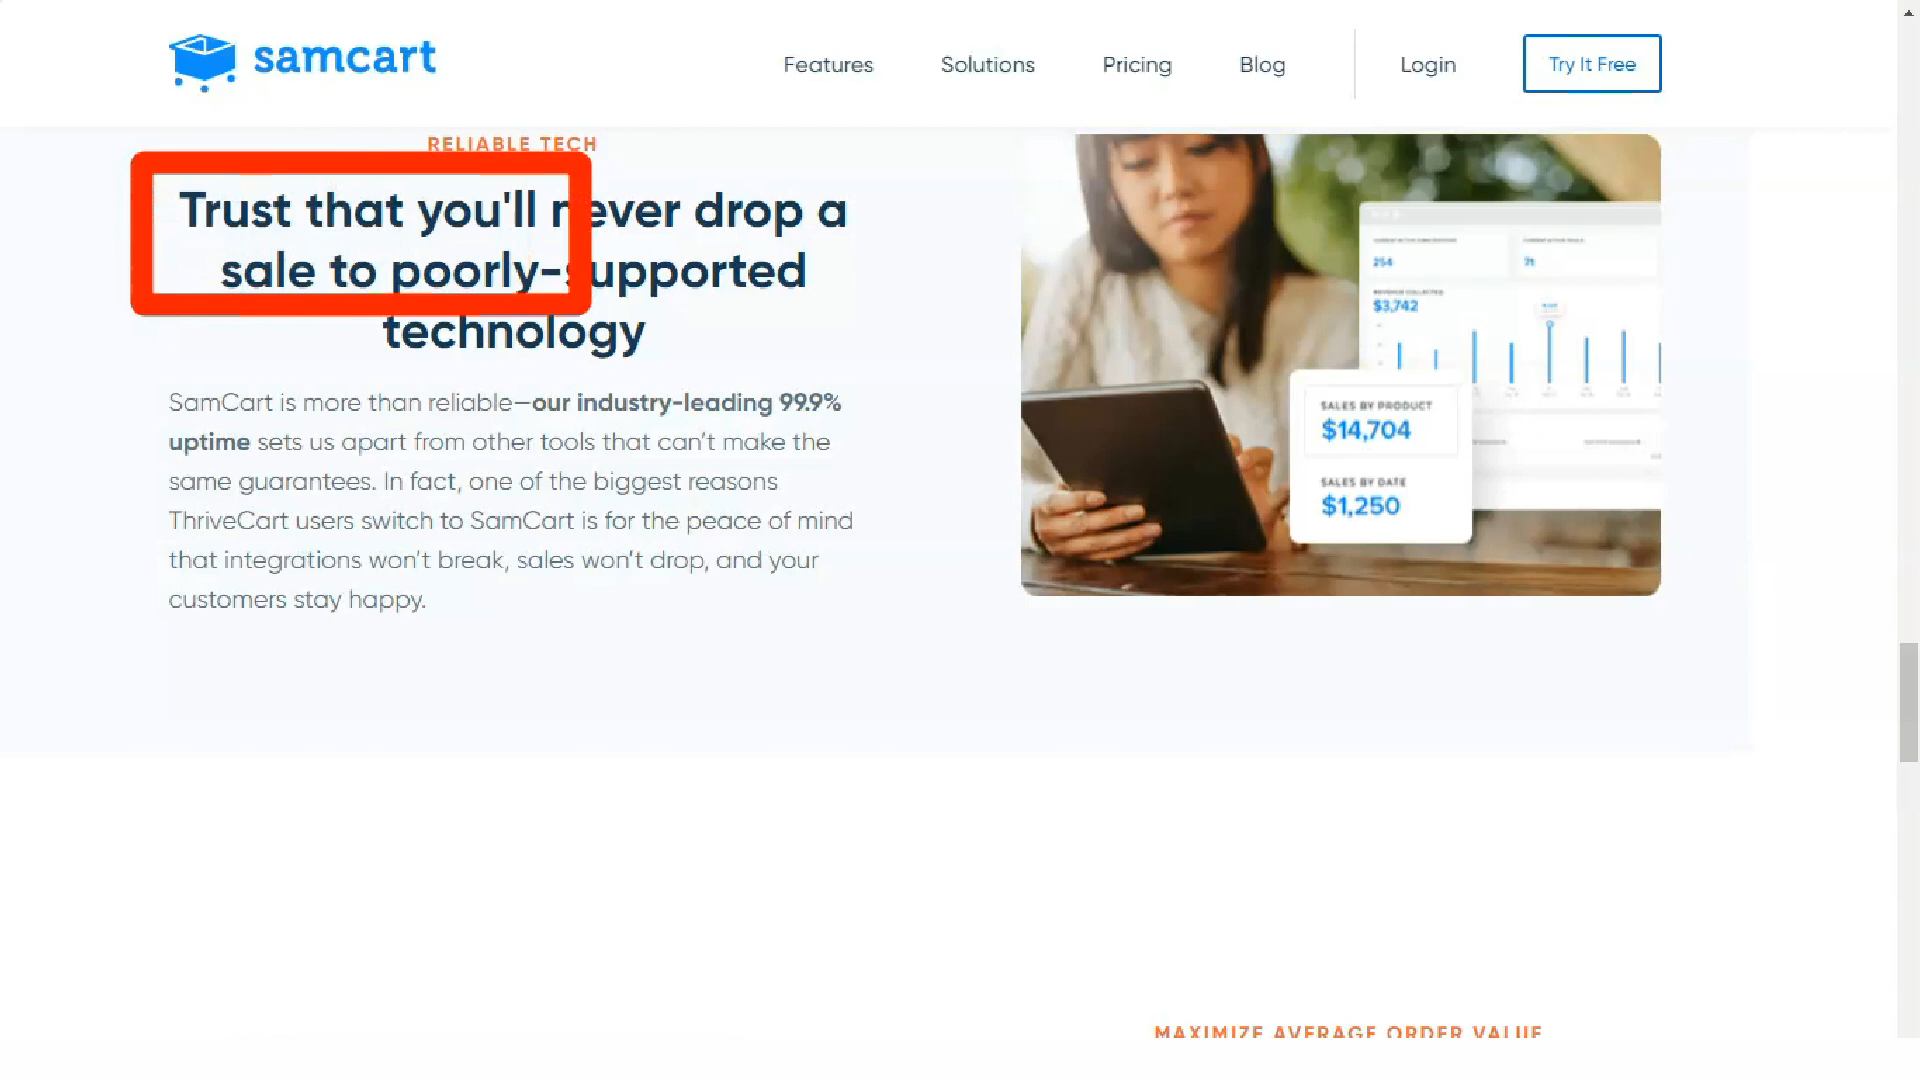 samcart
Features
Solutions
Pricing
Blog
Login
Try It Free
RELIABLE TECH
Trust that you'll never drop a
sale to poorly-supported
technology
SamCart is more than reliable—our industry-leading 99.9%
uptime sets us apart from other tools that can't make the
same guarantees. In fact, one of the biggest reasons
ThriveCart users switch to SamCart is for the peace of mind
that integrations won't break, sales won't drop, and your
customers stay happy.
254
71
REVENUE COLLECTED
$3,742
SALES BY PRODUCT
$14,704
SALES BY DATE
$1,250
MAXIMIZE AVERAGE ORDER VALUE